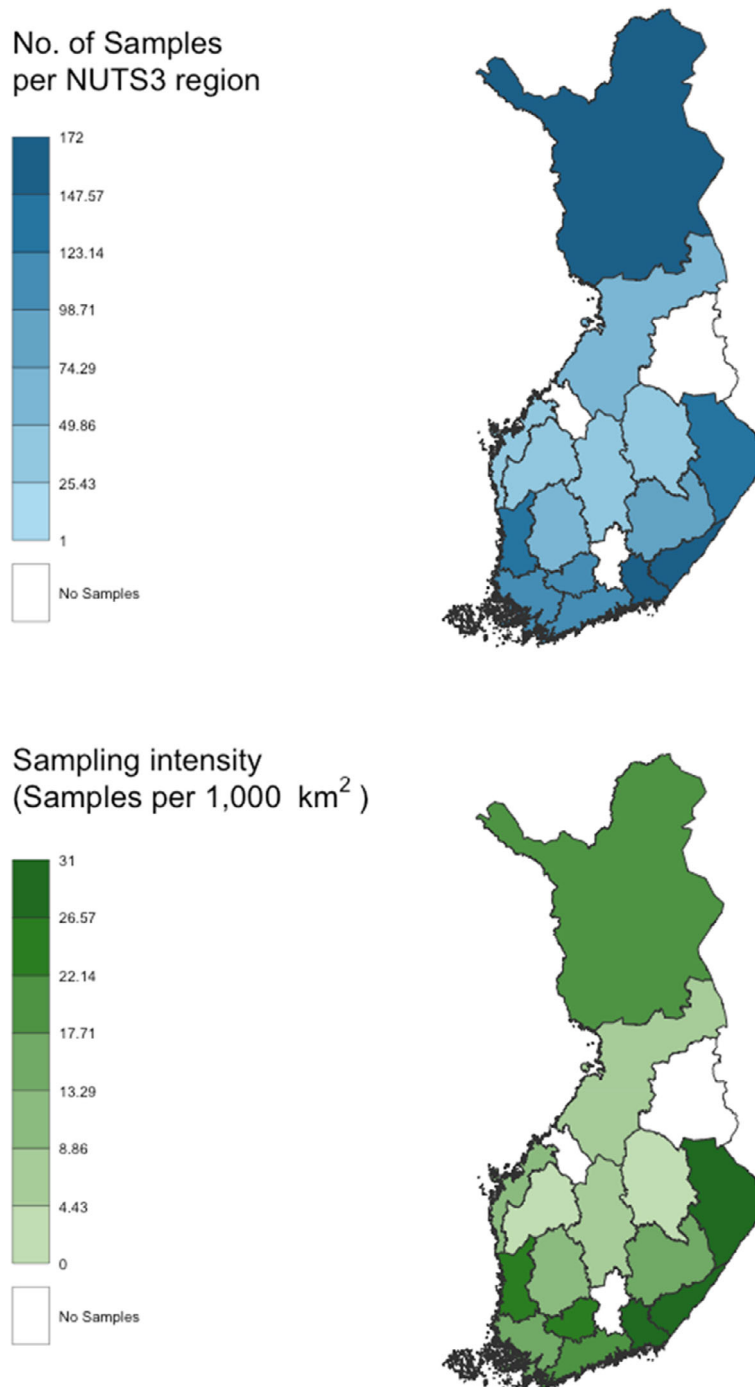 No. of Samples
per NUTS3 region
172
147.57
123.14
98.71
74.29
49.86
25.43
1
No Samples
Sampling intensity
(Samples per 1,000 km²)
31
26.57
22.14
17.71
13.29
8.86
4.43
0
No Samples